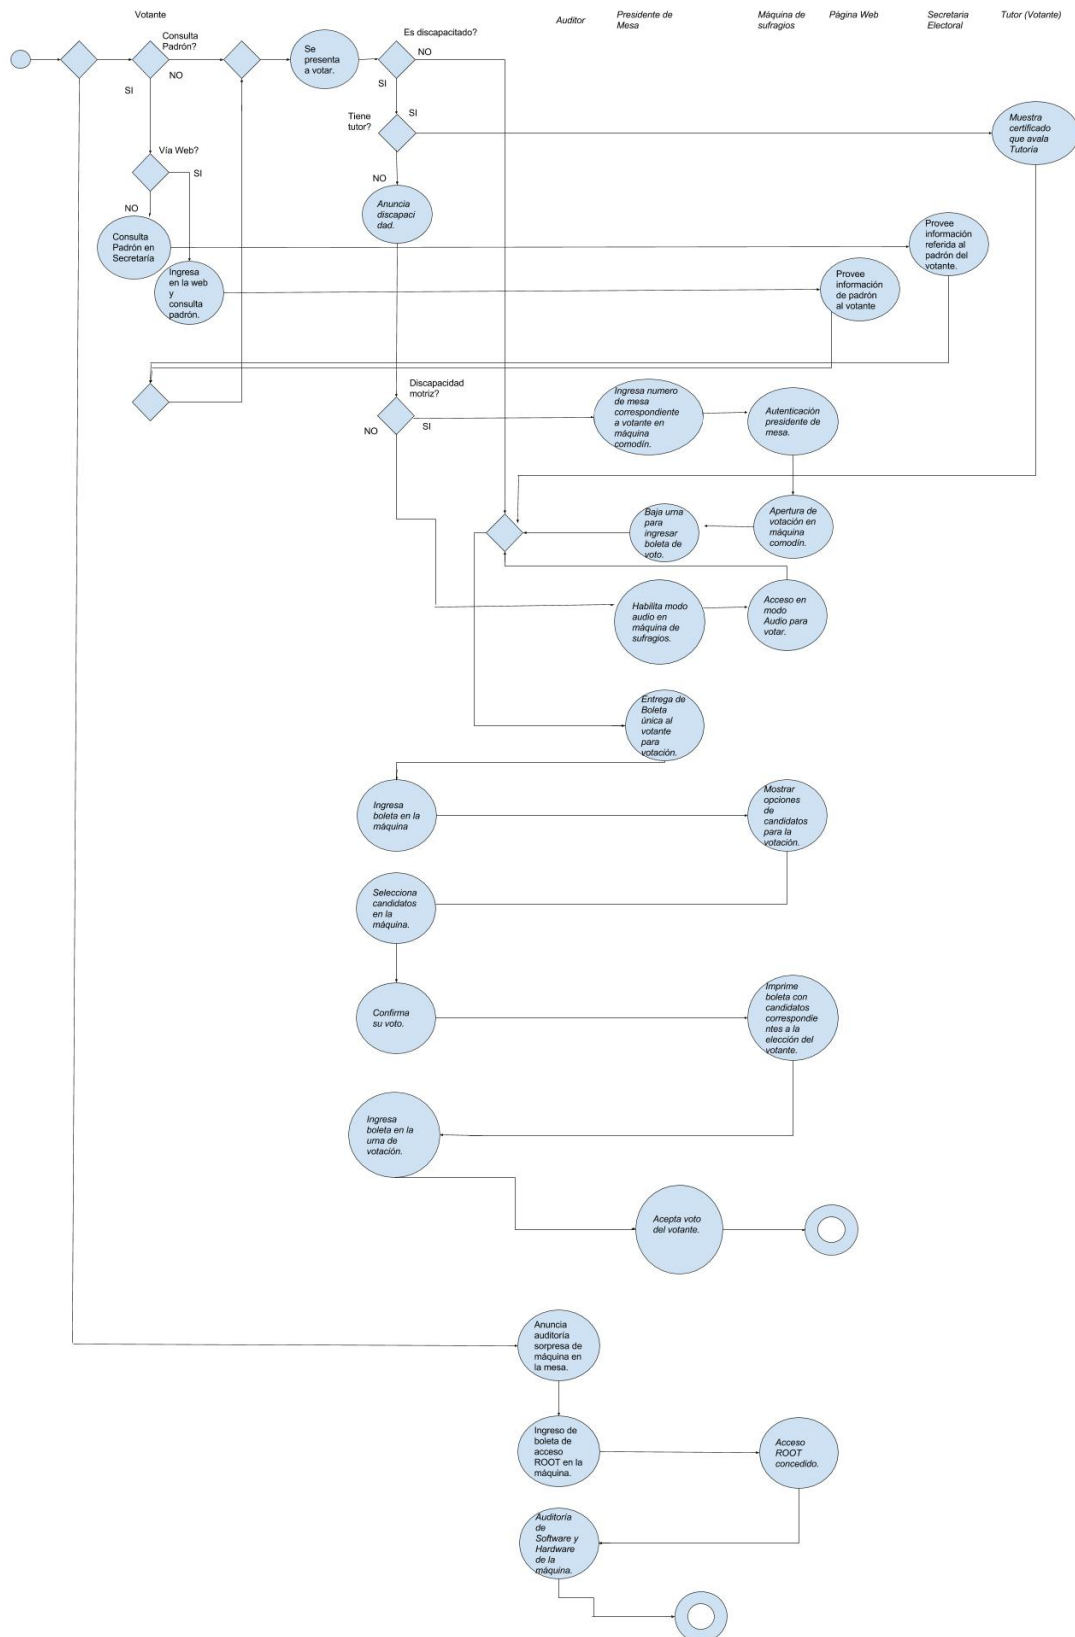 Votante
Auditor
Presidente de
Mesa
Máquina de
sufragios
Página Web
Secretaria
Electoral
Tutor (Votante)
Consulta
Padrón?
Es discapacitado?
NO
SI
Se
presenta
a votar.
NO
SI
Tiene
tutor?
SI
Muestra
certificado
que avala
Tutoría
Vía Web?
SI
NO
NO
Anuncia
discapaci
dad.
Consulta
Padrón en
Secretaría
Provee
información
referida al
padrón del
votante.
Ingresa
en la web
y
consulta
padrón.
Provee
información
de padrón
al votante
Discapacidad
motriz?
NO
SI
Ingresa numero
de mesa
correspondiente
a votante en
máquina
comodín.
Autenticación
presidente de
mesa.
Baja urna
para
ingresar
boleta de
voto.
Apertura de
votación en
máquina
comodín.
Habilita modo
audio en
máquina de
sufragios.
Acceso en
modo
Audio para
votar.
Entrega de
Boleta
única al
votante
para
votación.
Ingresa
boleta en la
máquina
Mostrar
opciones
de
candidatos
para la
votación.
Selecciona
candidatos
en la
máquina.
Confirma
su voto.
Imprime
boleta con
candidatos
correspondie
ntes a la
elección del
votante.
Ingresa
boleta en la
urna de
votación.
Acepta voto
del votante.
Anuncia
auditoría
sorpresa de
máquina en
la mesa.
Ingreso de
boleta de
acceso
ROOT en la
máquina.
Acceso
ROOT
concedido.
Auditoría
de
Software y
Hardware
de la
máquina.